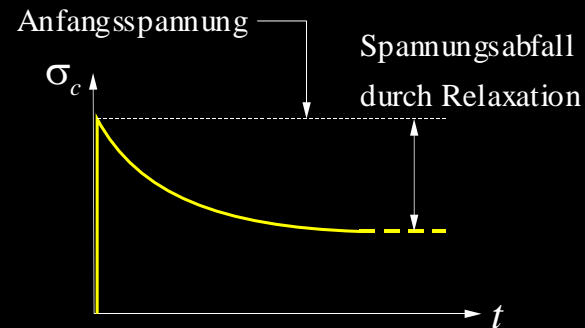 Anfangsspannung
Spannungsabfall
durch Relaxation
σc
t